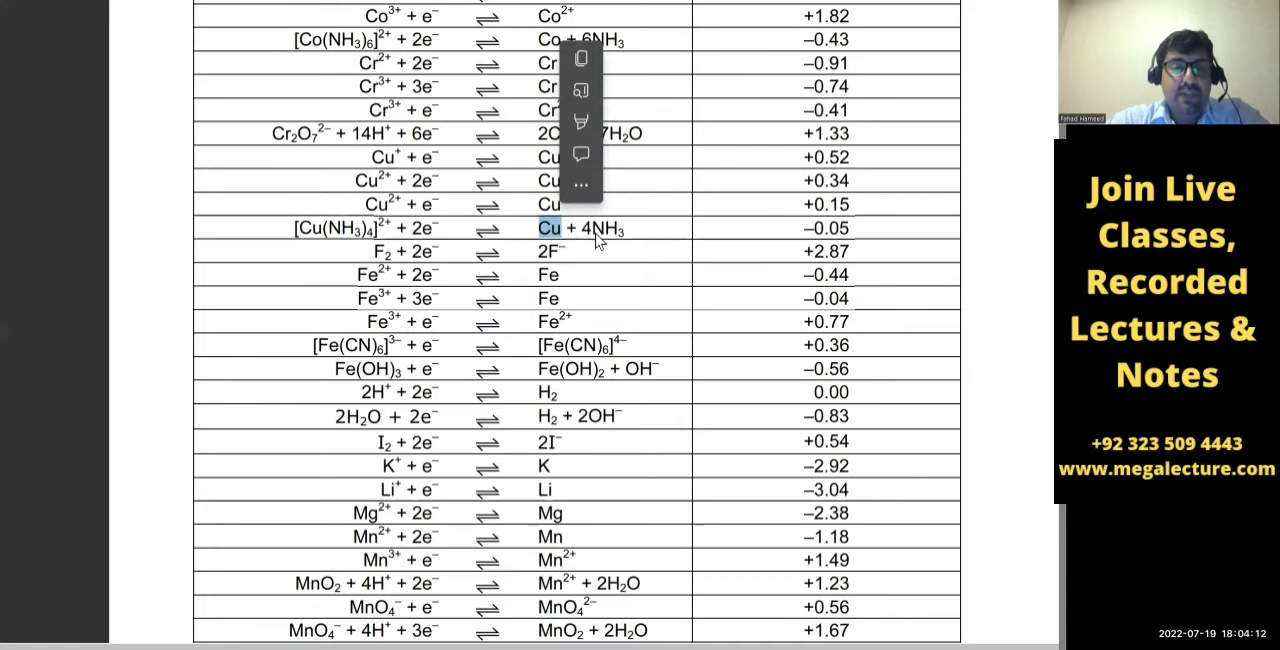 Co³⁺ + e⁻ ⇌ Co²⁺ +1.82
[Co(NH₃)₆]²⁺ + 2e⁻ ⇌ Co + 6NH₃ –0.43
Cr²⁺ + 2e⁻ ⇌ Cr –0.91
Cr³⁺ + 3e⁻ ⇌ Cr –0.74
Cr³⁺ + e⁻ ⇌ Cr –0.41
Cr₂O₇²⁻ + 14H⁺ + 6e⁻ ⇌ 2C 7H₂O +1.33
Cu⁺ + e⁻ ⇌ Cu +0.52
Cu²⁺ + 2e⁻ ⇌ Cu +0.34
Cu²⁺ + e⁻ ⇌ Cu +0.15
[Cu(NH₃)₄]²⁺ + 2e⁻ ⇌ Cu + 4NH₃ –0.05
F₂ + 2e⁻ ⇌ 2F⁻ +2.87
Fe²⁺ + 2e⁻ ⇌ Fe –0.44
Fe³⁺ + 3e⁻ ⇌ Fe –0.04
Fe³⁺ + e⁻ ⇌ Fe²⁺ +0.77
[Fe(CN)₆]³⁻ + e⁻ ⇌ [Fe(CN)₆]⁴⁻ +0.36
Fe(OH)₃ + e⁻ ⇌ Fe(OH)₂ + OH⁻ –0.56
2H⁺ + 2e⁻ ⇌ H₂ 0.00
2H₂O + 2e⁻ ⇌ H₂ + 2OH⁻ –0.83
I₂ + 2e⁻ ⇌ 2I⁻ +0.54
K⁺ + e⁻ ⇌ K –2.92
Li⁺ + e⁻ ⇌ Li –3.04
Mg²⁺ + 2e⁻ ⇌ Mg –2.38
Mn²⁺ + 2e⁻ ⇌ Mn –1.18
Mn³⁺ + e⁻ ⇌ Mn²⁺ +1.49
MnO₂ + 4H⁺ + 2e⁻ ⇌ Mn²⁺ + 2H₂O +1.23
MnO₄⁻ + e⁻ ⇌ MnO₄²⁻ +0.56
MnO₄⁻ + 4H⁺ + 3e⁻ ⇌ MnO₂ + 2H₂O +1.67
Fahad Hameed
Join Live
Classes,
Recorded
Lectures &
Notes
+92 323 509 4443
www.megalecture.com
2022-07-19 18:04:12